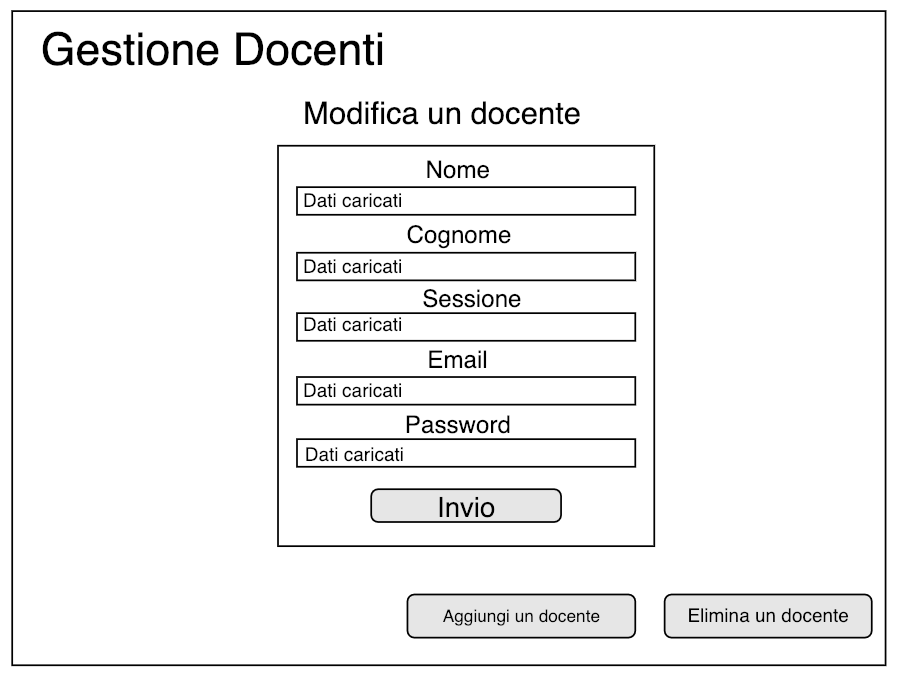 Gestione Docenti
Modifica un docente
Nome
Dati caricati
Cognome
Dati caricati
Sessione
Dati caricati
Email
Dati caricati
Password
Dati caricati
Invio
Aggiungi un docente
Elimina un docente